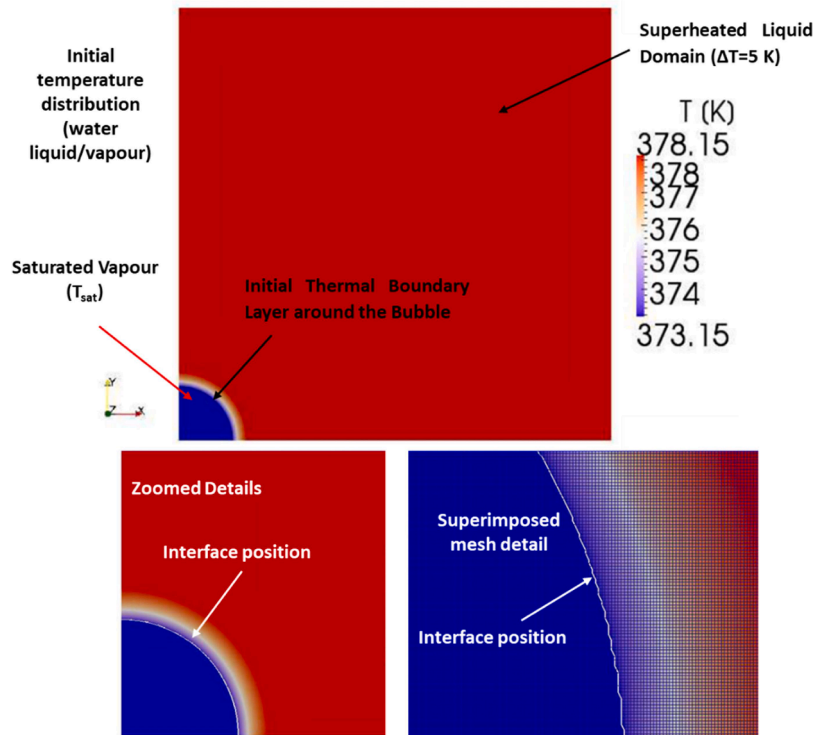 Initial
temperature
distribution
(water
liquid/vapour)
Superheated Liquid
Domain (ΔT=5 K)
T (K)
378.15
378
377
376
375
374
373.15
Saturated Vapour
(Tsat)
Initial Thermal Boundary
Layer around the Bubble
Y
Z
X
Zoomed Details
Interface position
Superimposed
mesh detail
Interface position